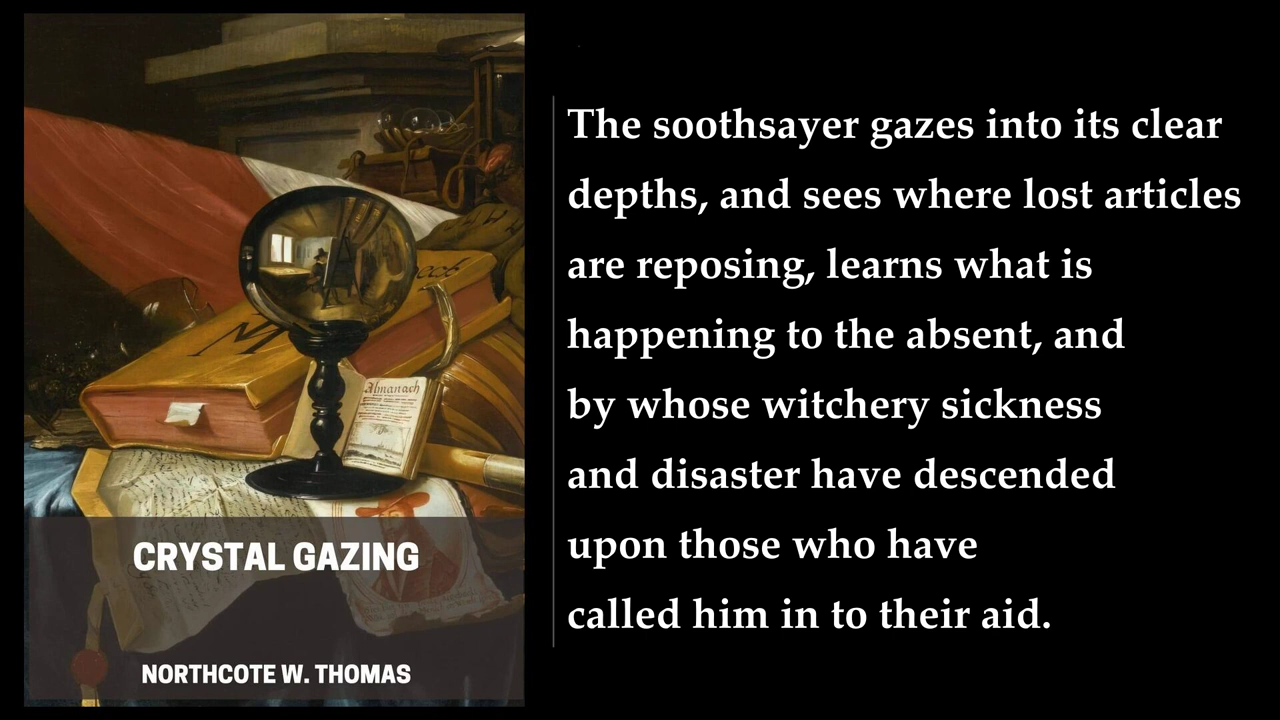 The soothsayer gazes into its clear
depths, and sees where lost articles
are reposing, learns what is
happening to the absent, and
by whose witchery sickness
and disaster have descended
upon those who have
called him in to their aid.
M
Almanach
CRYSTAL GAZING
NORTHCOTE W. THOMAS